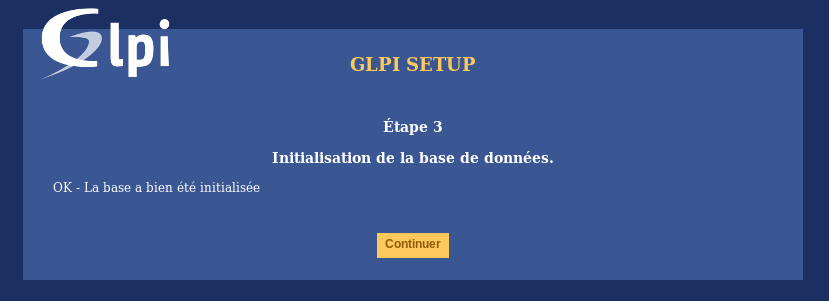 Glpi
GLPI SETUP
Étape 3
Initialisation de la base de données.
OK - La base a bien été initialisée
Continuer